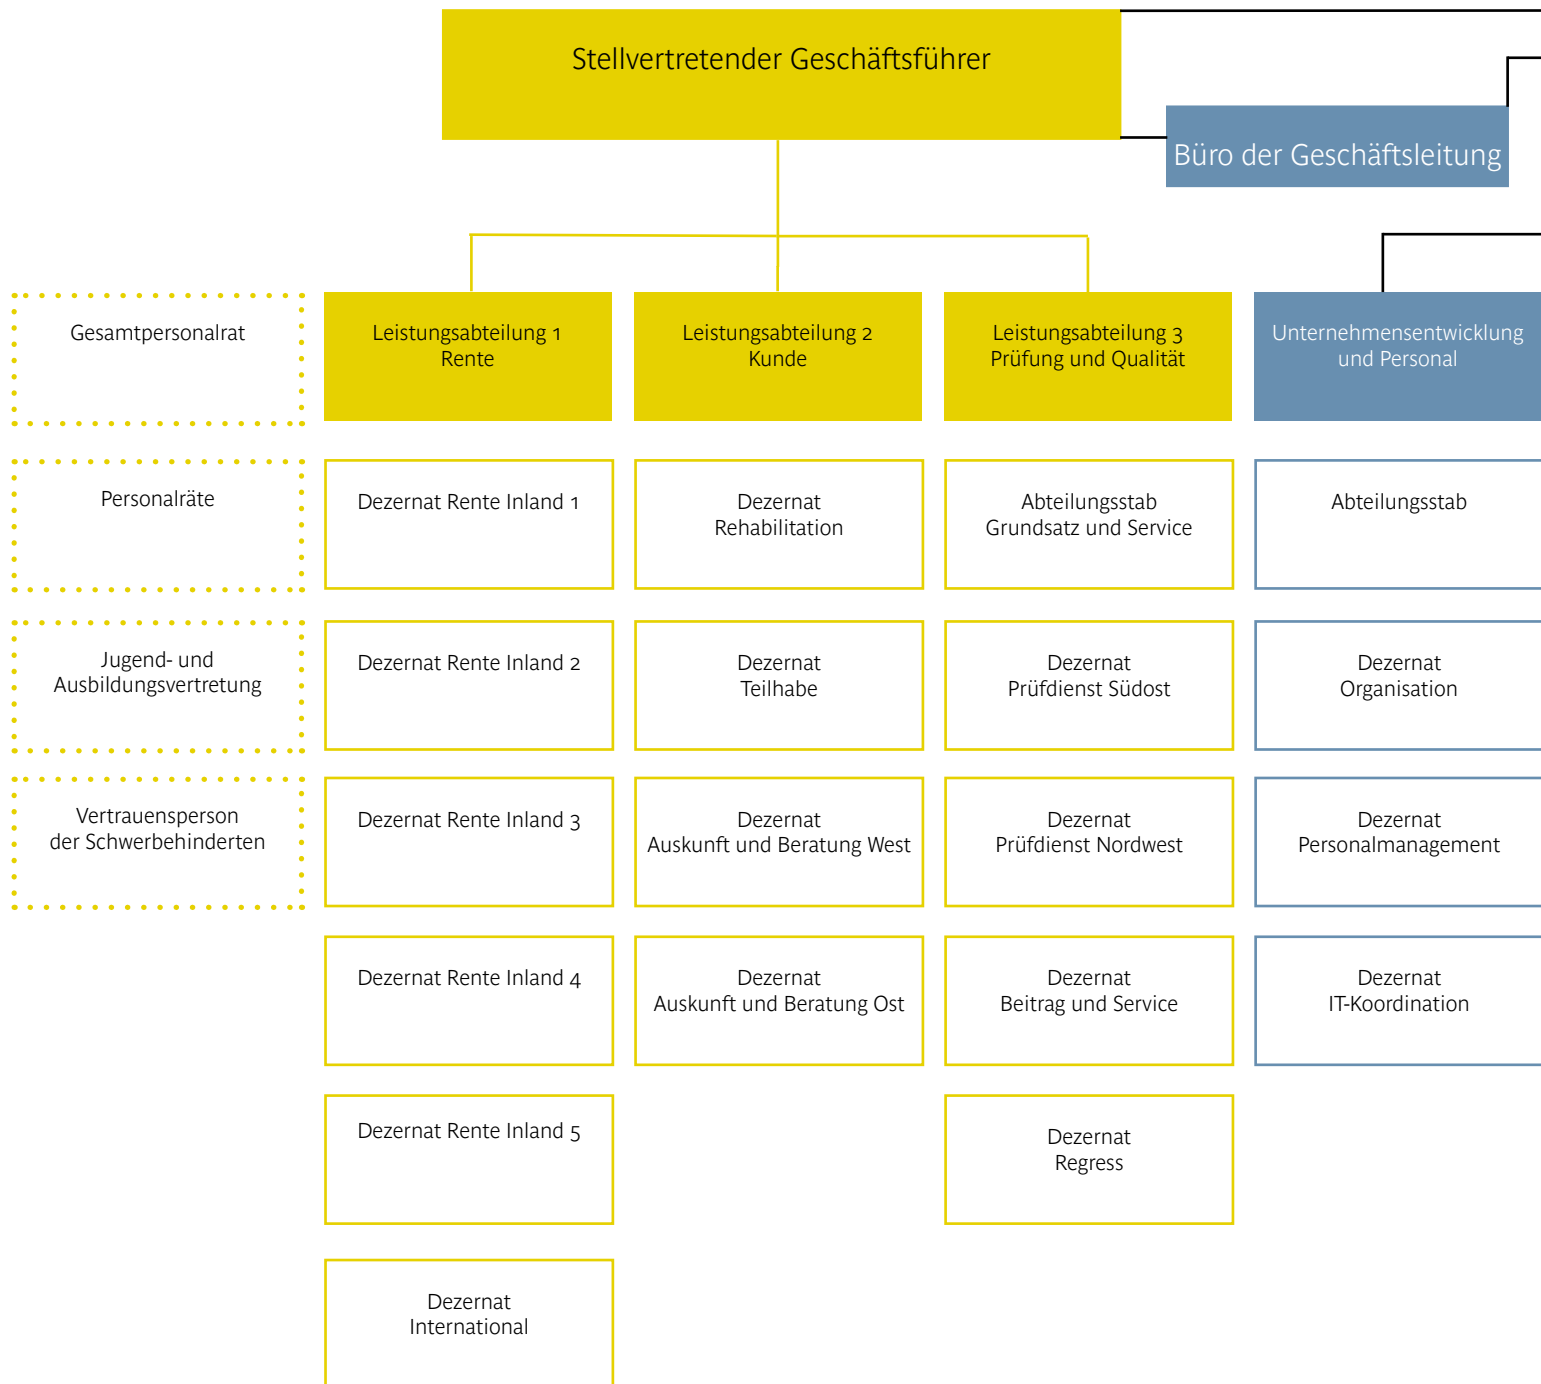 Stellvertretender Geschäftsführer
Büro der Geschäftsleitung
Gesamtpersonalrat
Leistungsabteilung 1
Rente
Leistungsabteilung 2
Kunde
Leistungsabteilung 3
Prüfung und Qualität
Unternehmensentwicklung
und Personal
Personalräte
Dezernat Rente Inland 1
Dezernat
Rehabilitation
Abteilungsstab
Grundsatz und Service
Abteilungsstab
Jugend- und
Ausbildungsvertretung
Dezernat Rente Inland 2
Dezernat
Teilhabe
Dezernat
Prüfdienst Südost
Dezernat
Organisation
Vertrauensperson
der Schwerbehinderten
Dezernat Rente Inland 3
Dezernat
Auskunft und Beratung West
Dezernat
Prüfdienst Nordwest
Dezernat
Personalmanagement
Dezernat Rente Inland 4
Dezernat
Auskunft und Beratung Ost
Dezernat
Beitrag und Service
Dezernat
IT-Koordination
Dezernat Rente Inland 5
Dezernat
Regress
Dezernat
International